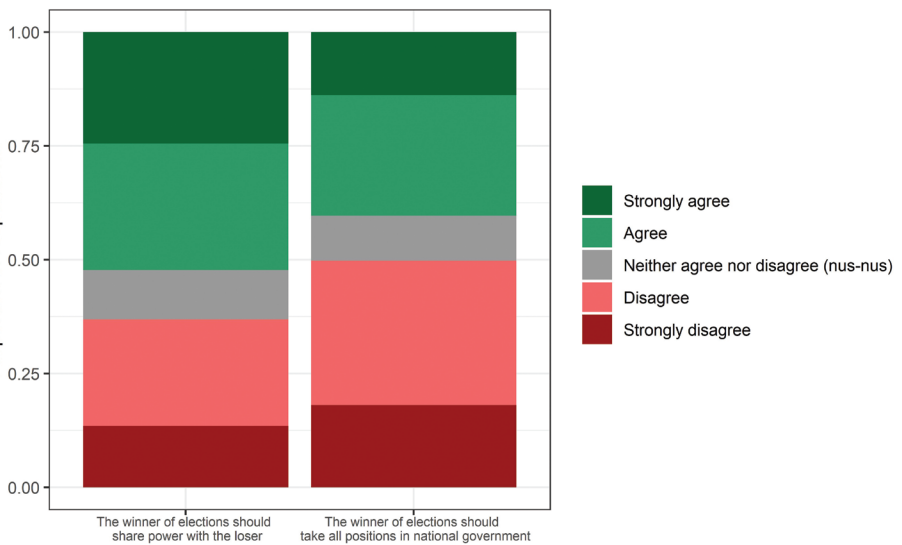 1.00
0.75
0.50
0.25
0.00
The winner of elections should
share power with the loser
The winner of elections should
take all positions in national government
Strongly agree
Agree
Neither agree nor disagree (nus-nus)
Disagree
Strongly disagree